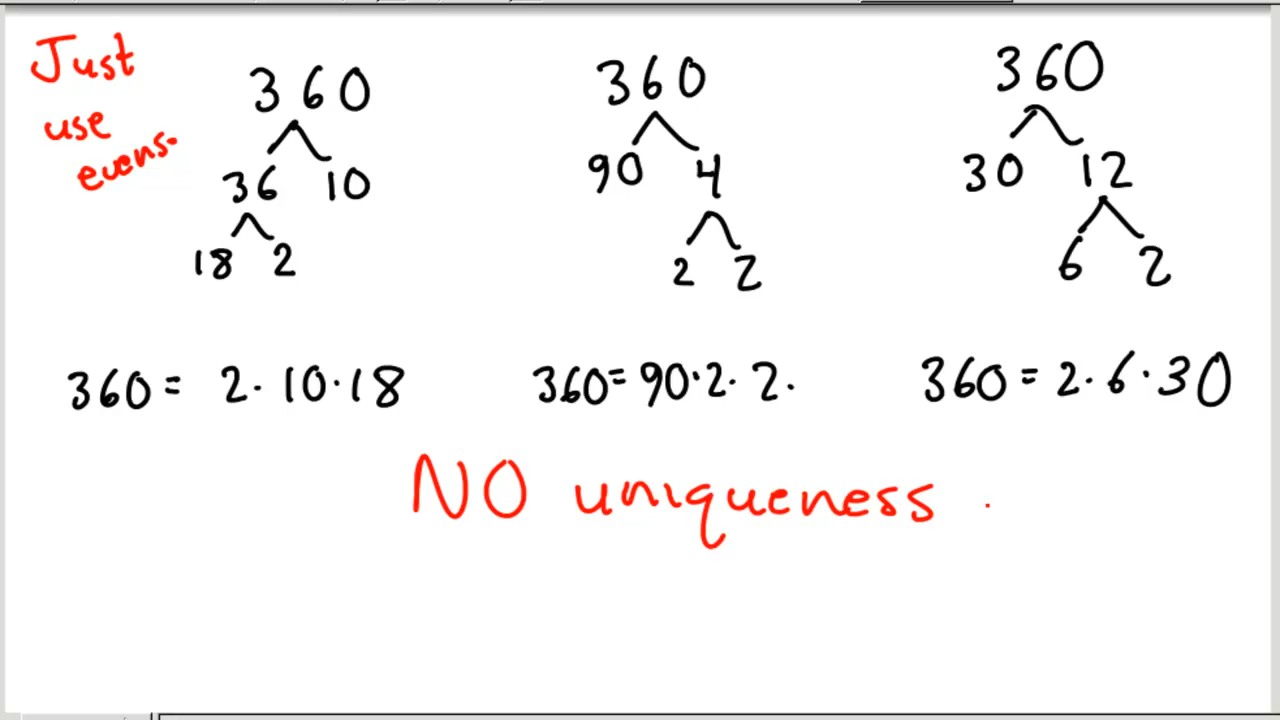 Just
use
evens.
360
36 10
18 2
360
90 4
2 2
360
30 12
6 2
360 = 2 · 10 · 18
360 = 90 · 2 · 2 .
360 = 2 · 6 · 30
NO uniqueness .